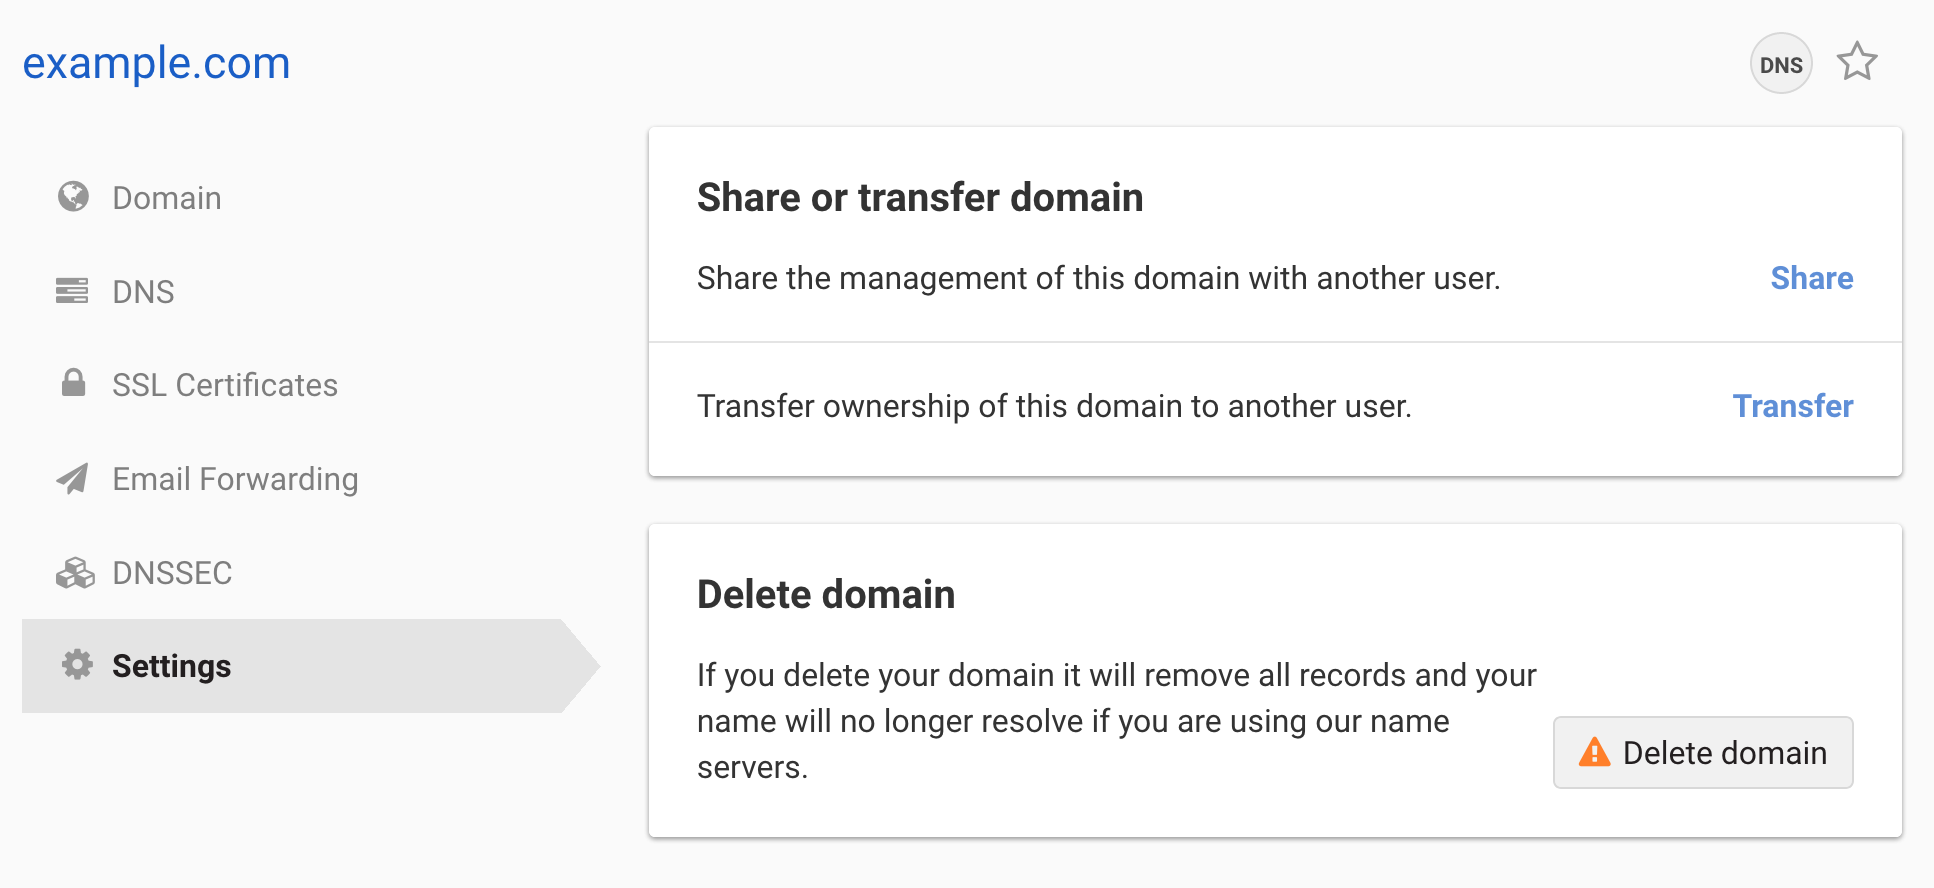 example.com
DNS
Domain
DNS
SSL Certificates
Email Forwarding
DNSSEC
Settings
Share or transfer domain
Share the management of this domain with another user.
Share
Transfer ownership of this domain to another user.
Transfer
Delete domain
If you delete your domain it will remove all records and your
name will no longer resolve if you are using our name
servers.
Delete domain